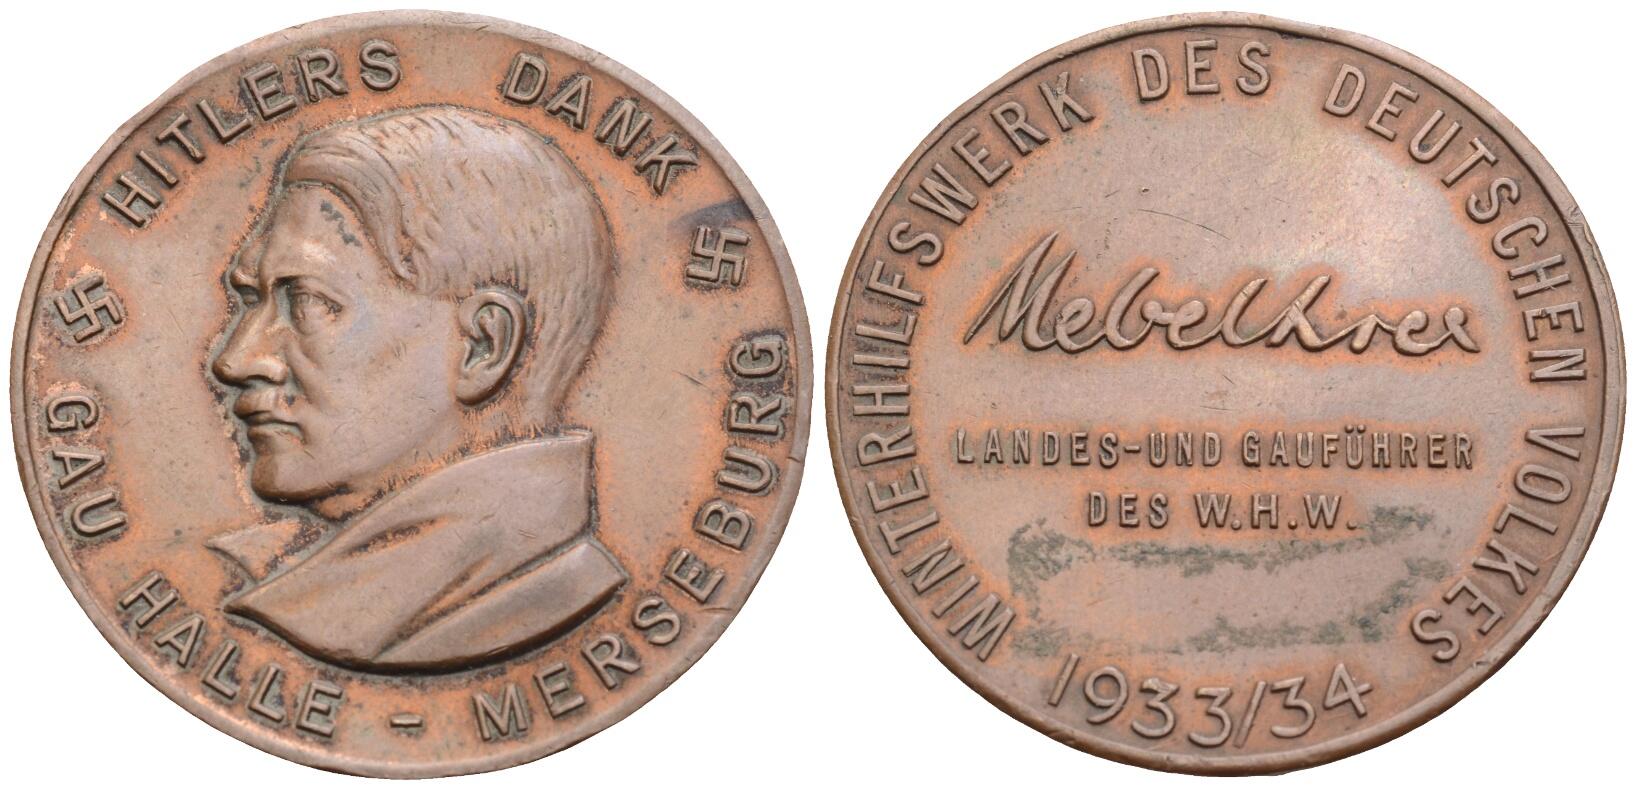 HITLERS DANK
GAU HALLE - MERSEBURG
WINTERHILFSWERK DES DEUTSCHEN VOLKES
1933/34
LANDES-UND GAUFÜHRER
DES W.H.W.